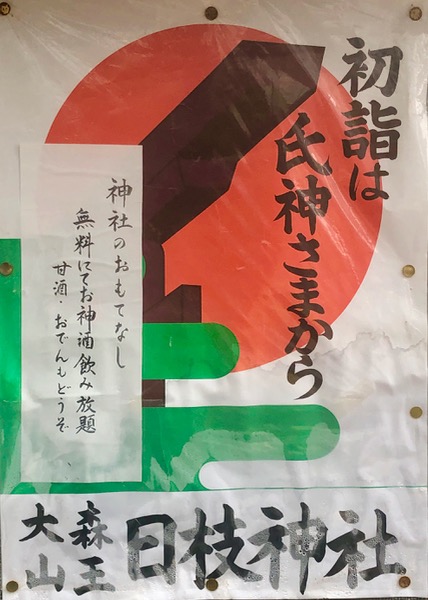 初詣は
氏神さまから
神社のおもてなし
無料にてお神酒飲み放題
甘酒・おでんもどうぞ
大森
山王
日枝神社